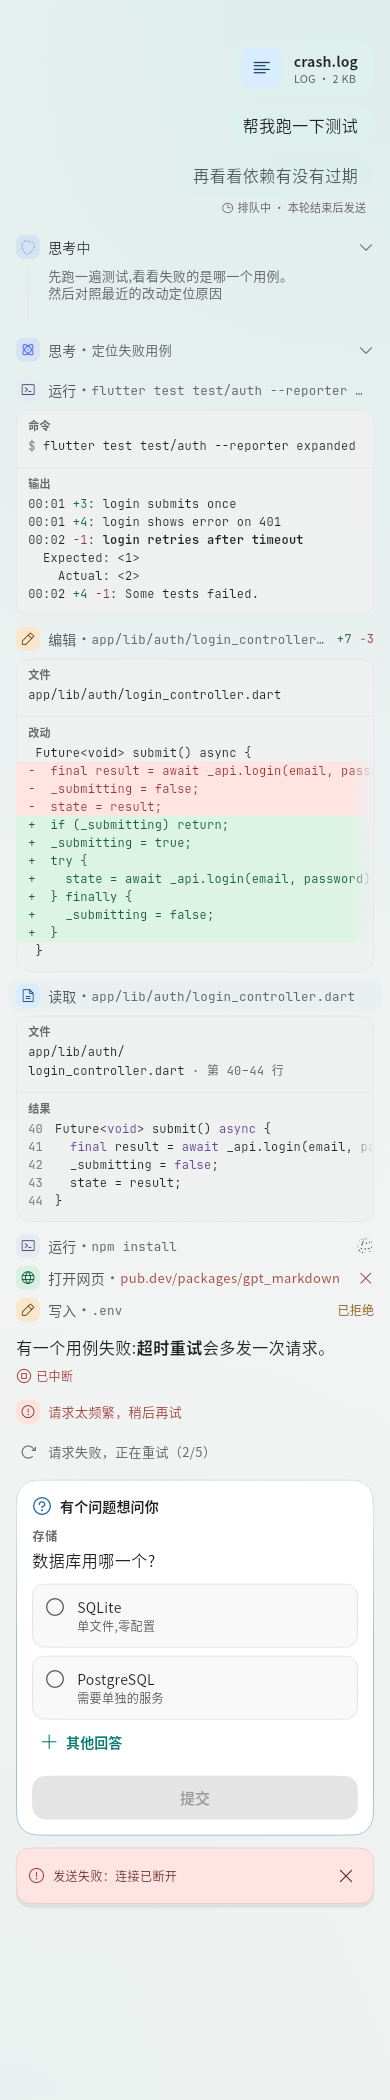 crash.log
LOG · 2 KB
帮我跑一下测试
再看看依赖有没有过期
排队中 · 本轮结束后发送
思考中
先跑一遍测试,看看失败的是哪一个用例。
然后对照最近的改动定位原因
思考 · 定位失败用例
运行 · flutter test test/auth --reporter …
命令
$ flutter test test/auth --reporter expanded
输出
00:01 +3: login submits once
00:01 +4: login shows error on 401
00:02 -1: login retries after timeout
  Expected: <1>
    Actual: <2>
00:02 +4 -1: Some tests failed.
编辑 · app/lib/auth/login_controller… +7 -3
文件
app/lib/auth/login_controller.dart
改动
 Future<void> submit() async {
-  final result = await _api.login(email, pass
-  _submitting = false;
-  state = result;
+  if (_submitting) return;
+  _submitting = true;
+  try {
+    state = await _api.login(email, password)
+  } finally {
+    _submitting = false;
+  }
 }
读取 · app/lib/auth/login_controller.dart
文件
app/lib/auth/
login_controller.dart · 第 40–44 行
结果
40 Future<void> submit() async {
41   final result = await _api.login(email, pa
42   _submitting = false;
43   state = result;
44 }
运行 · npm install
打开网页 · pub.dev/packages/gpt_markdown
写入 · .env 已拒绝
有一个用例失败:超时重试会多发一次请求。
已中断
请求太频繁，稍后再试
请求失败，正在重试（2/5）
有个问题想问你
存储
数据库用哪一个?
SQLite
单文件,零配置
PostgreSQL
需要单独的服务
其他回答
提交
发送失败：连接已断开